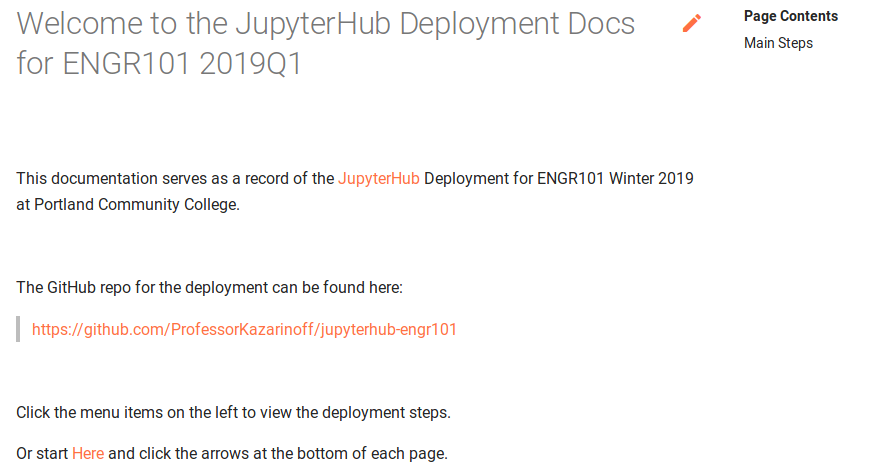 Welcome to the JupyterHub Deployment Docs
for ENGR101 2019Q1
Page Contents
Main Steps
This documentation serves as a record of the JupyterHub Deployment for ENGR101 Winter 2019
at Portland Community College.
The GitHub repo for the deployment can be found here:
https://github.com/ProfessorKazarinoff/jupyterhub-engr101
Click the menu items on the left to view the deployment steps.
Or start Here and click the arrows at the bottom of each page.